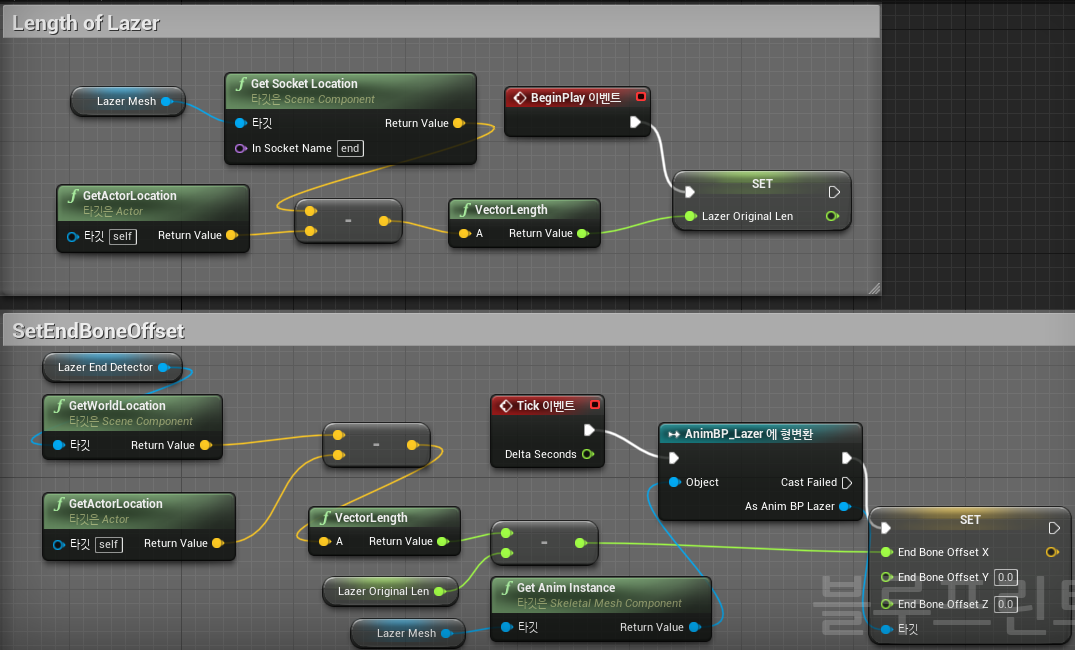 Length of Lazer
Lazer Mesh
Get Socket Location
타깃은 Scene Component
타깃
Return Value
In Socket Name
end
BeginPlay 이벤트
SET
Lazer Original Len
GetActorLocation
타깃은 Actor
타깃
self
Return Value
-
VectorLength
A
Return Value
SetEndBoneOffset
Lazer End Detector
GetWorldLocation
타깃은 Scene Component
타깃
Return Value
-
GetActorLocation
타깃은 Actor
타깃
self
Return Value
VectorLength
A
Return Value
Lazer Original Len
-
Tick 이벤트
Delta Seconds
AnimBP_Lazer 에 형변환
Object
Cast Failed
As Anim BP Lazer
Lazer Mesh
Get Anim Instance
타깃은 Skeletal Mesh Component
타깃
Return Value
SET
End Bone Offset X
End Bone Offset Y
0.0
End Bone Offset Z
0.0
타깃
블루프린트